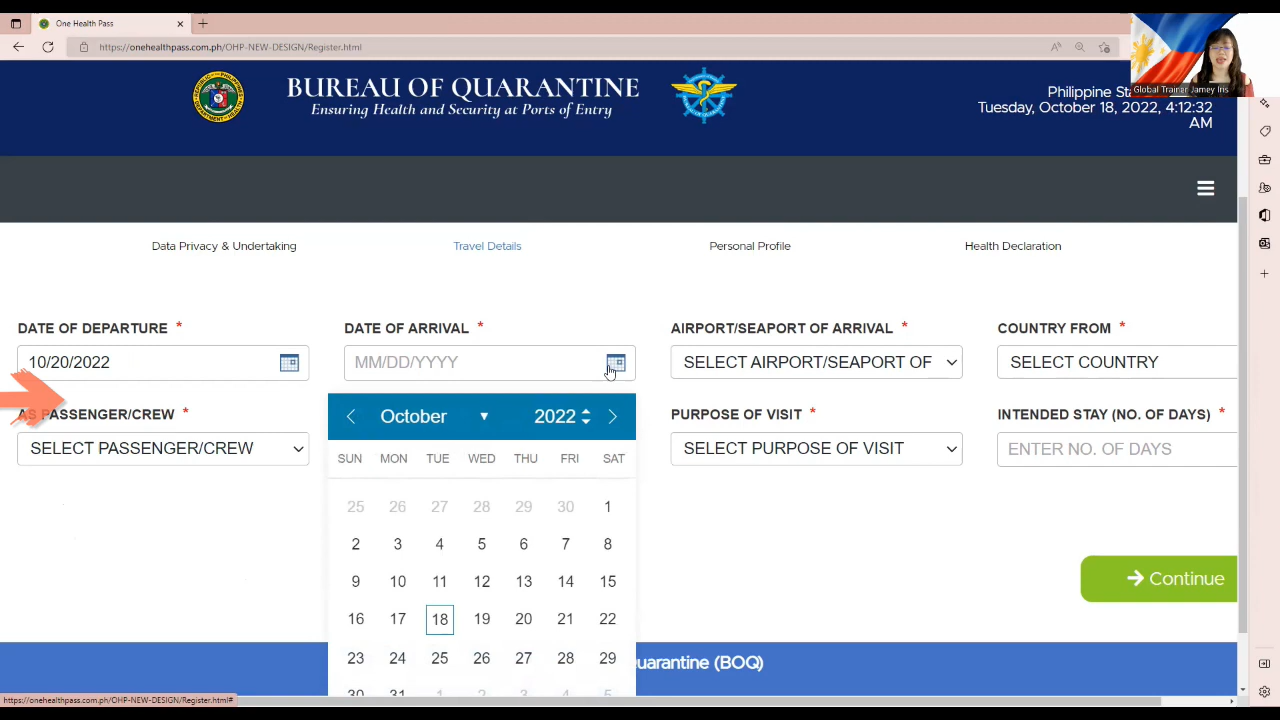 One Health Pass
https://onehealthpass.com.ph/OHP-NEW-DESIGN/Register.html
Global Trainer Jamey Iris
BUREAU OF QUARANTINE
Ensuring Health and Security at Ports of Entry
Philippine Sta
Tuesday, October 18, 2022, 4:12:32
AM
Data Privacy & Undertaking Travel Details Personal Profile Health Declaration
DATE OF DEPARTURE * DATE OF ARRIVAL * AIRPORT/SEAPORT OF ARRIVAL * COUNTRY FROM *
10/20/2022 MM/DD/YYYY SELECT AIRPORT/SEAPORT OF SELECT COUNTRY
AS PASSENGER/CREW * PURPOSE OF VISIT * INTENDED STAY (NO. OF DAYS) *
SELECT PASSENGER/CREW SELECT PURPOSE OF VISIT ENTER NO. OF DAYS
October 2022
SUN MON TUE WED THU FRI SAT
25 26 27 28 29 30 1
2 3 4 5 6 7 8
9 10 11 12 13 14 15
16 17 18 19 20 21 22
23 24 25 26 27 28 29
30 31 1 2 3 4 5
Continue
uarantine (BOQ)
https://onehealthpass.com.ph/OHP-NEW-DESIGN/Register.html#